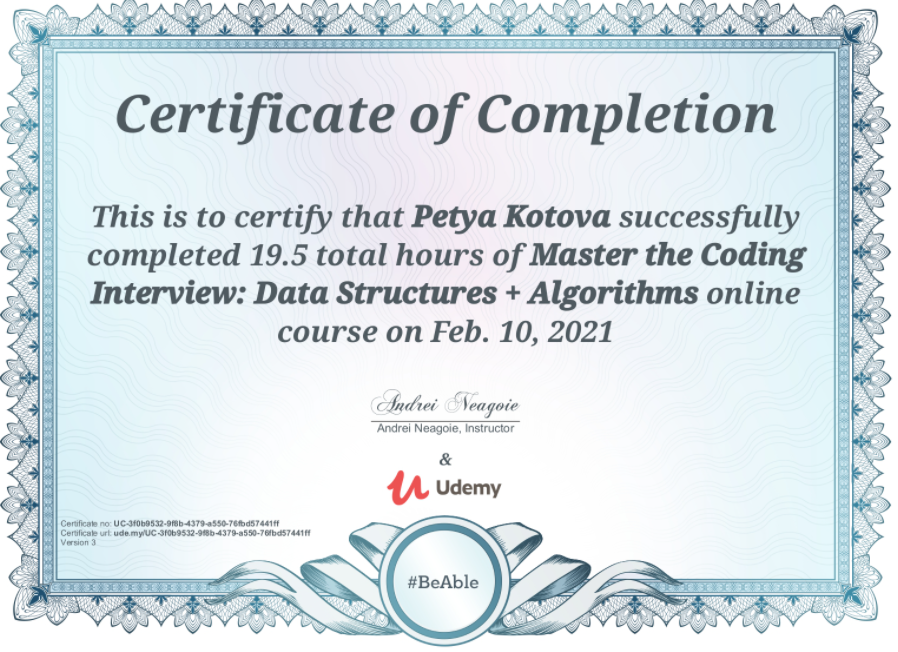 Certificate of Completion
This is to certify that Petya Kotova successfully
completed 19.5 total hours of Master the Coding
Interview: Data Structures + Algorithms online
course on Feb. 10, 2021
Andrei Neagoie
Andrei Neagoie, Instructor
&
Udemy
Certificate no: UC-3f0b9532-9f8b-4379-a550-76fbd57441ff
Certificate url: ude.my/UC-3f0b9532-9f8b-4379-a550-76fbd57441ff
Version 3
#BeAble